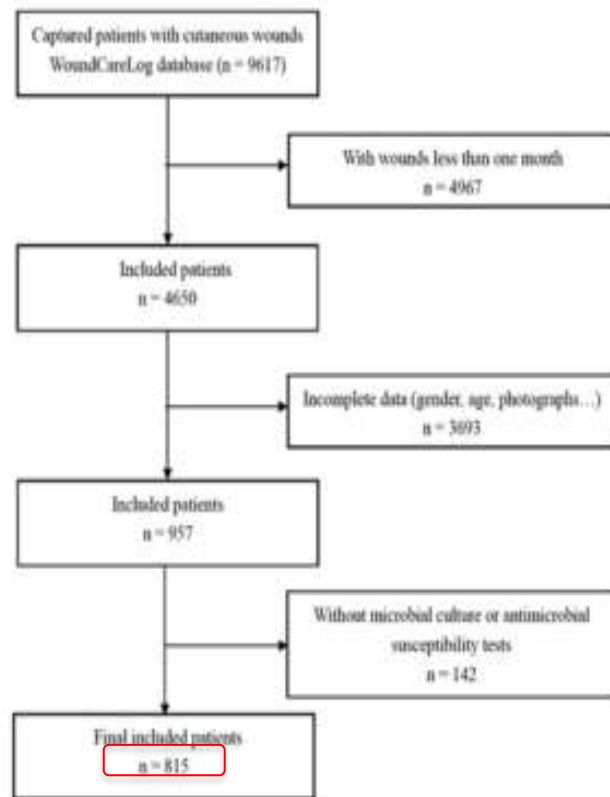 Captured patients with cutaneous wounds
WoundCareLog database (n = 9617)
With wounds less than one month
n = 4967
Included patients
n = 4650
Incomplete data (gender, age, photographs…)
n = 3693
Included patients
n = 957
Without microbial culture or antimicrobial
susceptibility tests
n = 142
Final included patients
n = 815